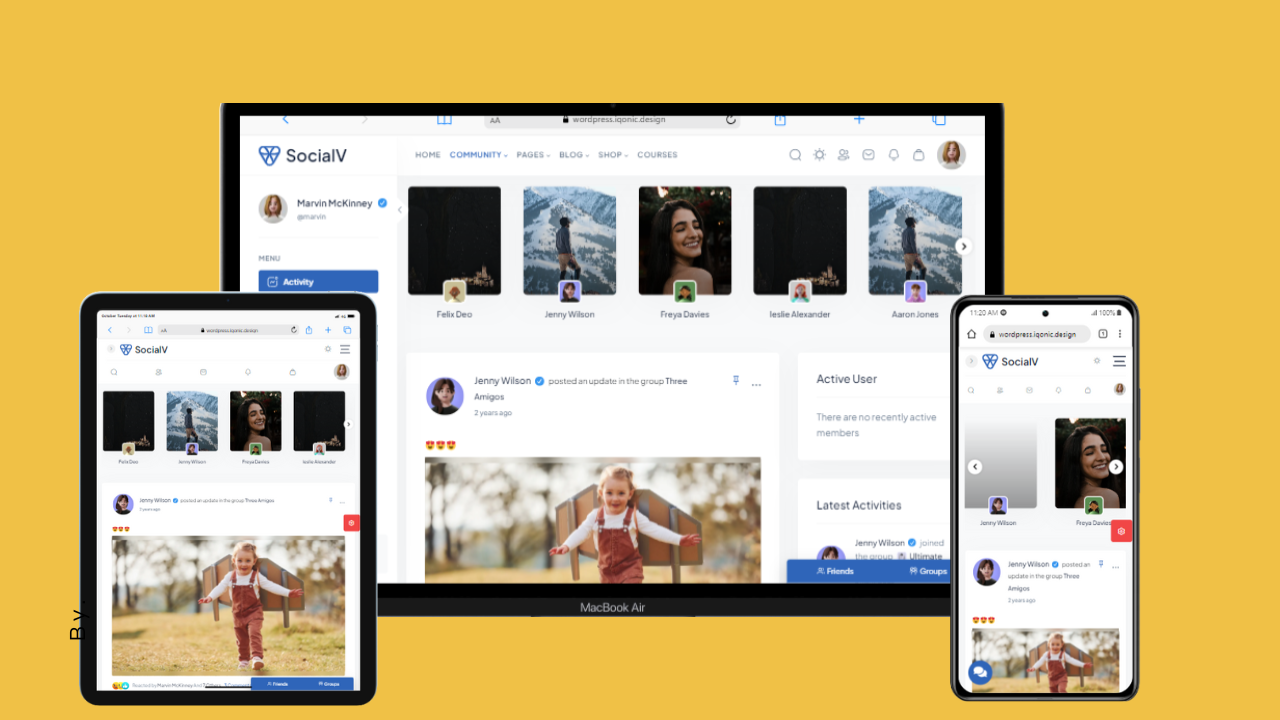 AA
wordpress.iqonic.design
SocialV
HOME COMMUNITY PAGES BLOG SHOP COURSES
Marvin McKinney
@marvin
MENU
Activity
Felix Deo
Jenny Wilson
Freya Davies
leslie Alexander
Aaron Jones
Jenny Wilson posted an update in the group Three
Amigos
2 years ago
Active User
There are no recently active
members
Latest Activities
Jenny Wilson joined
the group Ultimate
Friends
Groups
MacBook Air
AA
wordpress.iqonic.design
SocialV
Felix Deo
Jenny Wilson
Freya Davies
leslie Alexander
Jenny Wilson posted an update in the group Three Amigos
2 years ago
Friends
Groups
By.
11:20 AM
100%
wordpress.iqonic.design
1
SocialV
Jenny Wilson
Freya Davies
Jenny Wilson posted an
update in the group Three
Amigos
2 years ago